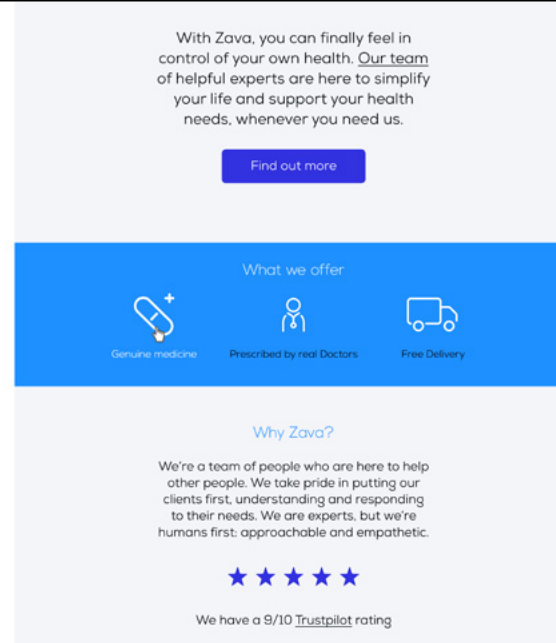 With Zava, you can finally feel in
control of your own health. Our team
of helpful experts are here to simplify
your life and support your health
needs, whenever you need us.
Find out more
What we offer
Genuine medicine
Prescribed by real Doctors
Free Delivery
Why Zava?
We're a team of people who are here to help
other people. We take pride in putting our
clients first, understanding and responding
to their needs. We are experts, but we're
humans first: approachable and empathetic.
We have a 9/10 Trustpilot rating